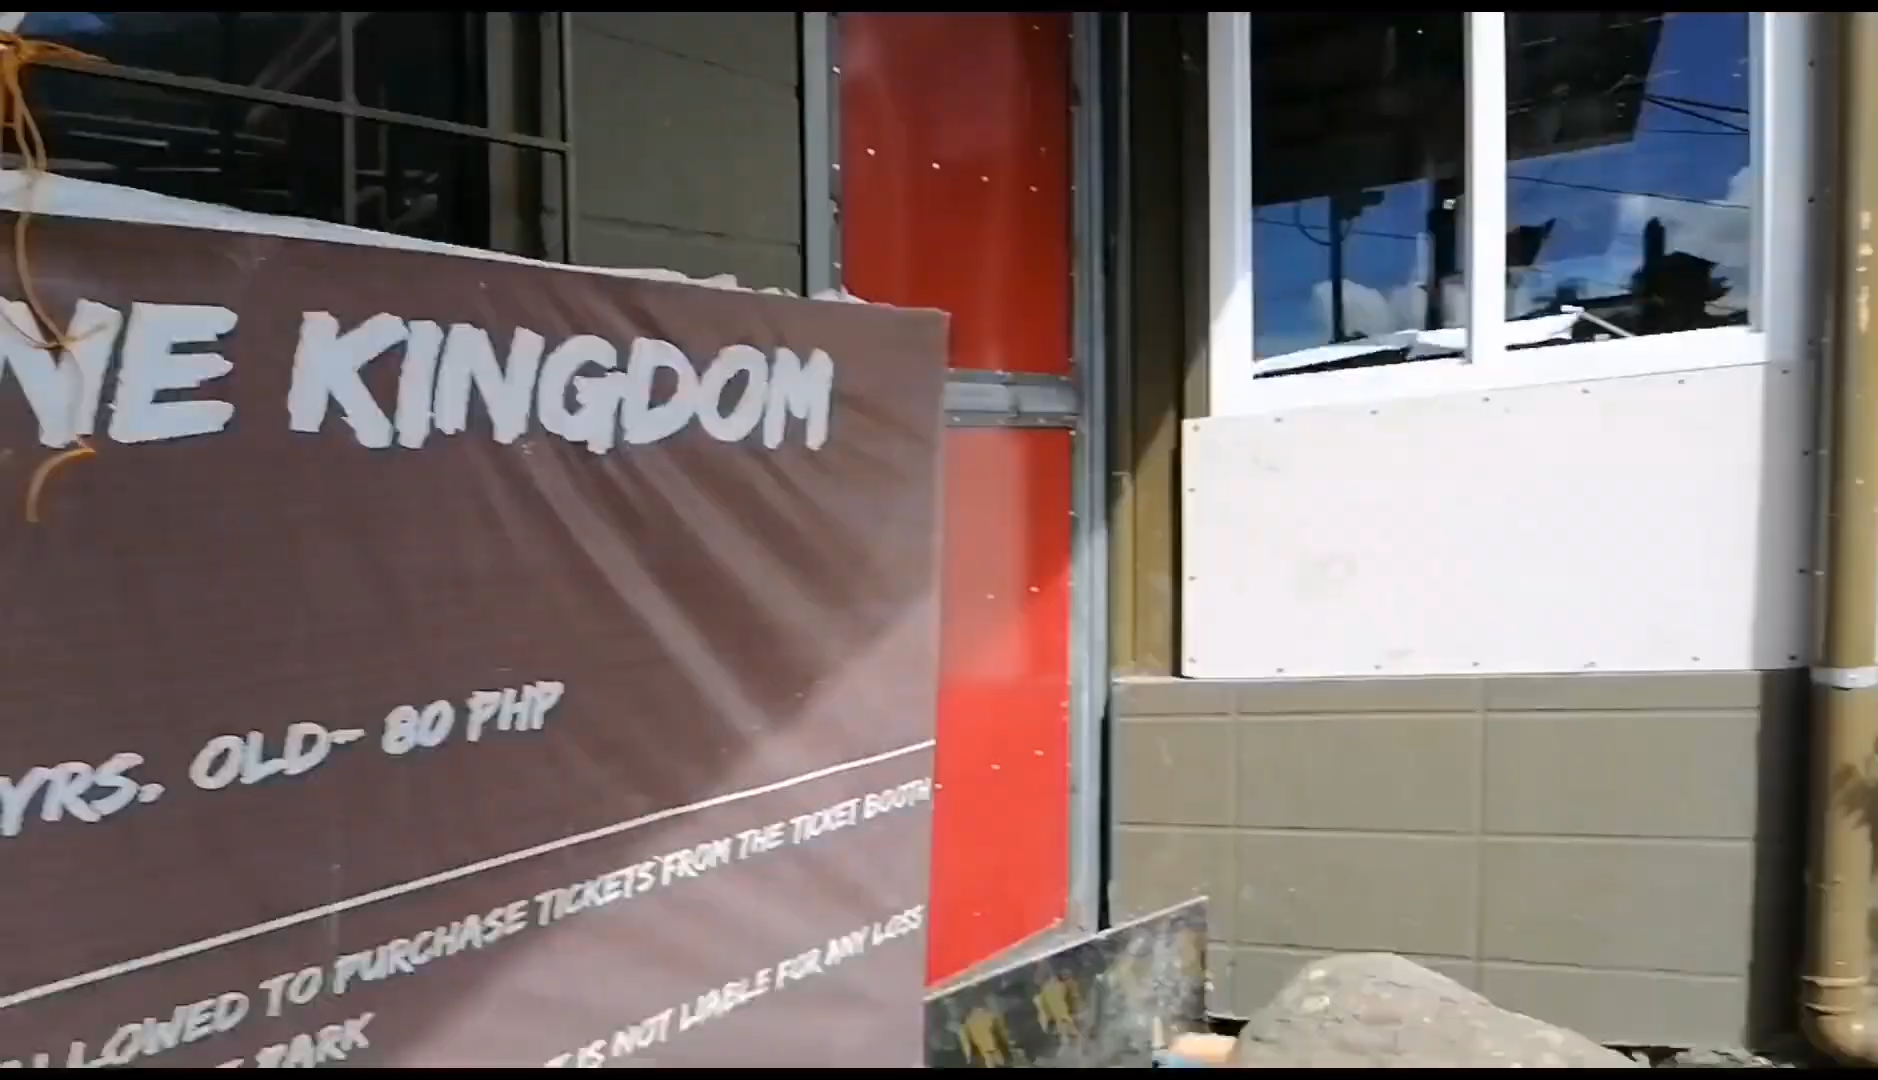 NE KINGDOM
YRS. OLD- 80 PHP
ALLOWED TO PURCHASE TICKETS FROM THE TICKET BOOTH
PARK
IS NOT LIABLE FOR ANY LOSS